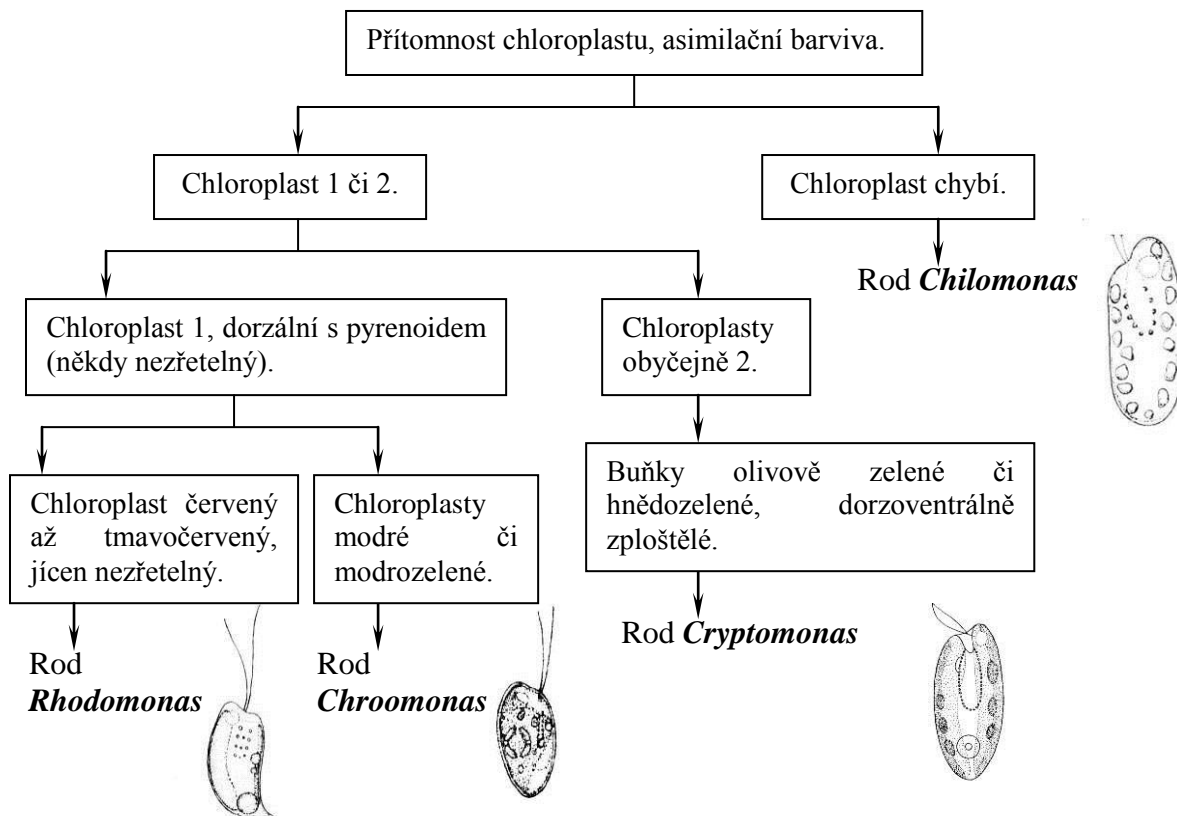 Přítomnost chloroplastu, asimilační barviva.
Chloroplast 1 či 2.
Chloroplast chybí.
Rod Chilomonas
Chloroplast 1, dorzální s pyrenoidem
(někdy nezřetelný).
Chloroplasty
obyčejně 2.
Chloroplast červený
až tmavočervený,
jícen nezřetelný.
Chloroplasty
modré či
modrozelené.
Buňky olivově zelené či
hnědozelené, dorzoventrálně
zploštělé.
Rod
Rhodomonas
Rod
Chroomonas
Rod Cryptomonas